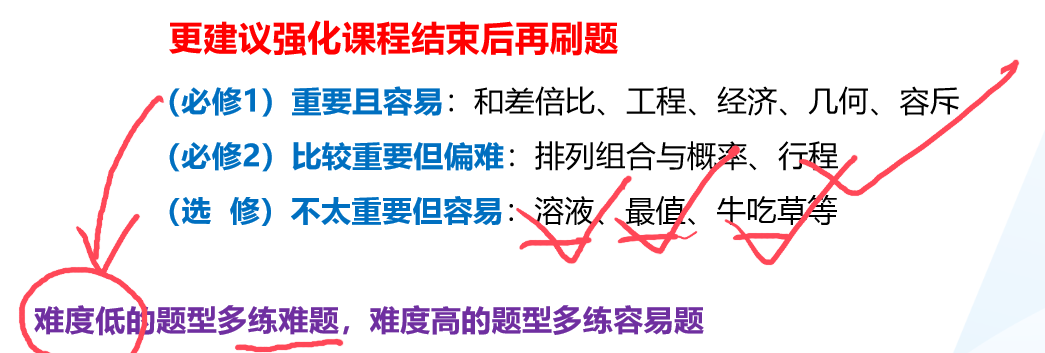 更建议强化课程结束后再刷题
（必修1）重要且容易：和差倍比、工程、经济、几何、容斥
（必修2）比较重要但偏难：排列组合与概率、行程
（选 修）不太重要但容易：溶液、最值、牛吃草等
难度低的题型多练难题，难度高的题型多练容易题